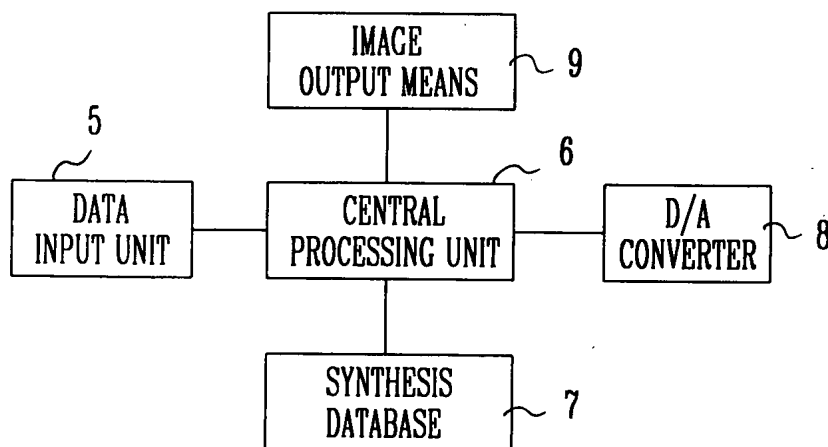 IMAGE
OUTPUT MEANS
9
5
6
DATA
INPUT UNIT
CENTRAL
PROCESSING UNIT
D/A
CONVERTER
8
SYNTHESIS
DATABASE
7